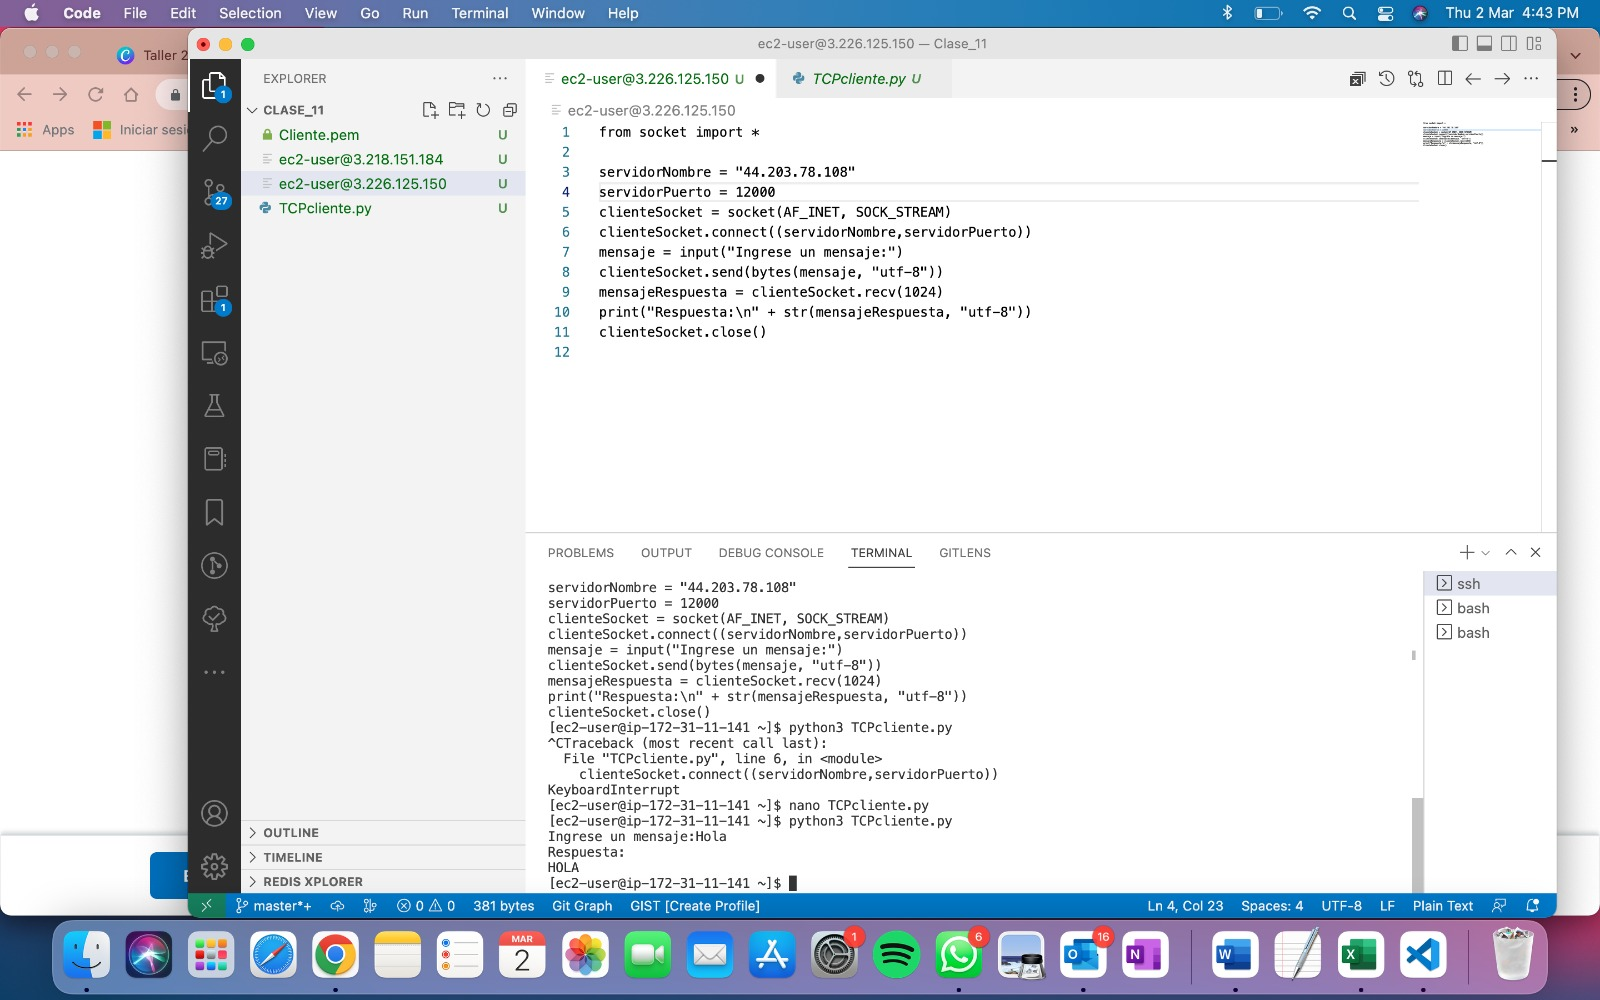 Code File Edit Selection View Go Run Terminal Window Help
Thu 2 Mar 4:43 PM
Taller 2
Apps
Iniciar sesi
»
ec2-user@3.226.125.150 — Clase_11
EXPLORER
CLASE_11
Cliente.pem U
ec2-user@3.218.151.184 U
ec2-user@3.226.125.150 U
TCPcliente.py U
OUTLINE
TIMELINE
REDIS XPLORER
1
27
1
ec2-user@3.226.125.150 U
TCPcliente.py U
ec2-user@3.226.125.150
1 from socket import *
2
3 servidorNombre = "44.203.78.108"
4 servidorPuerto = 12000
5 clienteSocket = socket(AF_INET, SOCK_STREAM)
6 clienteSocket.connect((servidorNombre,servidorPuerto))
7 mensaje = input("Ingrese un mensaje:")
8 clienteSocket.send(bytes(mensaje, "utf-8"))
9 mensajeRespuesta = clienteSocket.recv(1024)
10 print("Respuesta:\n" + str(mensajeRespuesta, "utf-8"))
11 clienteSocket.close()
12
PROBLEMS OUTPUT DEBUG CONSOLE TERMINAL GITLENS
servidorNombre = "44.203.78.108"
servidorPuerto = 12000
clienteSocket = socket(AF_INET, SOCK_STREAM)
clienteSocket.connect((servidorNombre,servidorPuerto))
mensaje = input("Ingrese un mensaje:")
clienteSocket.send(bytes(mensaje, "utf-8"))
mensajeRespuesta = clienteSocket.recv(1024)
print("Respuesta:\n" + str(mensajeRespuesta, "utf-8"))
clienteSocket.close()
[ec2-user@ip-172-31-11-141 ~]$ python3 TCPcliente.py
^CTraceback (most recent call last):
File "TCPcliente.py", line 6, in <module>
clienteSocket.connect((servidorNombre,servidorPuerto))
KeyboardInterrupt
[ec2-user@ip-172-31-11-141 ~]$ nano TCPcliente.py
[ec2-user@ip-172-31-11-141 ~]$ python3 TCPcliente.py
Ingrese un mensaje:Hola
Respuesta:
HOLA
[ec2-user@ip-172-31-11-141 ~]$
ssh
bash
bash
master*+ 0 0 381 bytes Git Graph GIST [Create Profile]
Ln 4, Col 23 Spaces: 4 UTF-8 LF Plain Text
MAR
2
1
6
16
O
N
W
X